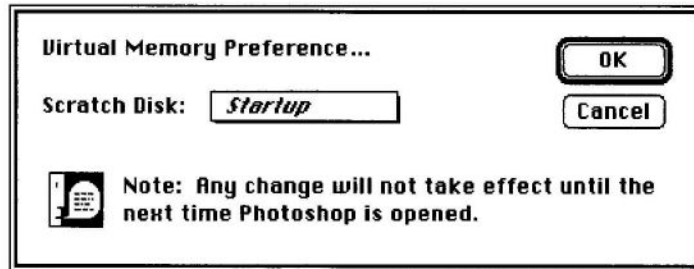 Virtual Memory Preference...
OK
Scratch Disk: Startup
Cancel
Note: Any change will not take effect until the
next time Photoshop is opened.